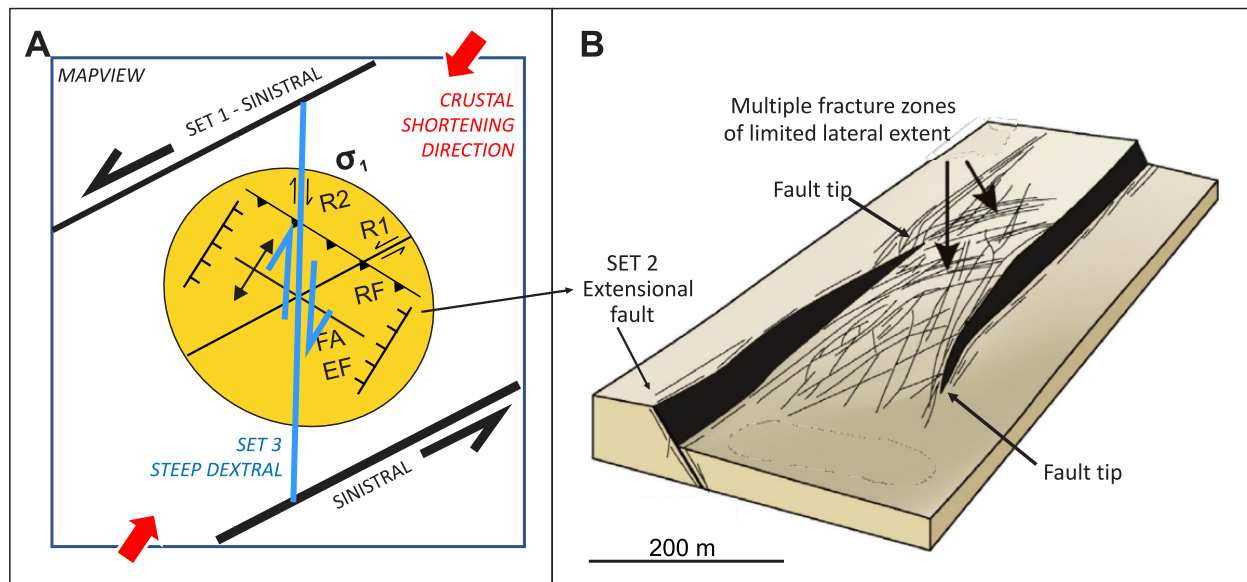 A
MAPVIEW
SET 1 - SINISTRAL
CRUSTAL
SHORTENING
DIRECTION
σ1
R2
R1
RF
FA
EF
SET 3
STEEP DEXTRAL
SINISTRAL
B
Multiple fracture zones
of limited lateral extent
Fault tip
SET 2
Extensional
fault
Fault tip
200 m